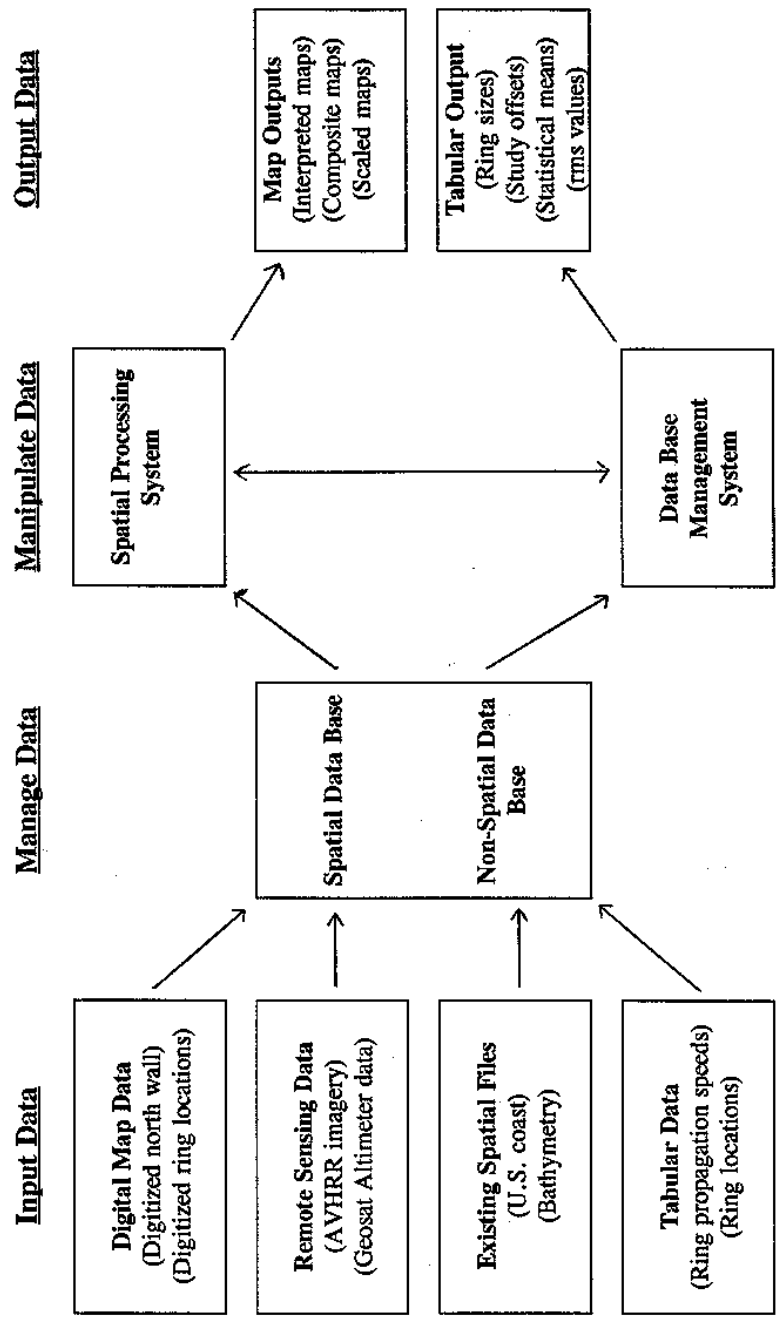 Input Data
Digital Map Data
(Digitized north wall)
(Digitized ring locations)
Remote Sensing Data
(AVHRR imagery)
(Geosat Altimeter data)
Existing Spatial Files
(U.S. coast)
(Bathymetry)
Tabular Data
(Ring propagation speeds)
(Ring locations)
Manage Data
Spatial Data Base
Non-Spatial Data
Base
Manipulate Data
Spatial Processing
System
Data Base
Management
System
Output Data
Map Outputs
(Interpreted maps)
(Composite maps)
(Scaled maps)
Tabular Output
(Ring sizes)
(Study offsets)
(Statistical means)
(rms values)